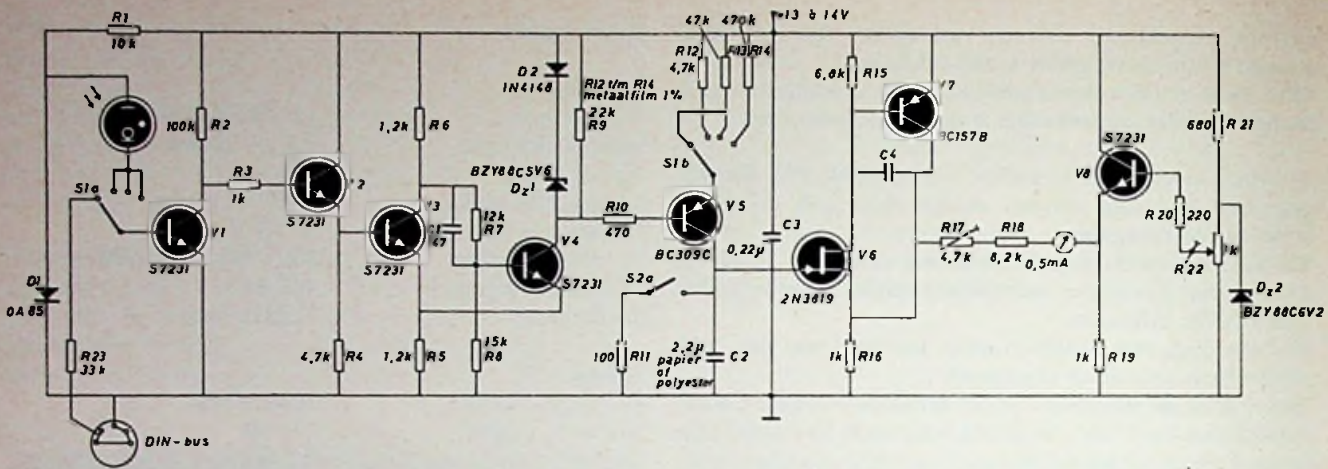 R1
10k
47k
470k
+13 à 14V
R12
4,7k
R13
R14
D2
1N4148
R12 t/m R14
metaalfilm 1%
22k
R9
6,8k
R15
V7
BC157B
C4
100k
R2
1,2k
R6
R3
1k
V2
S7231
S1a
V1
S7231
V3
S7231
C1
47
12k
R7
BZY88C5V6
Dz1
V4
S7231
R10
470
S1b
V5
BC309C
S2a
C3
0,22µ
V6
2N3819
R17
4,7k
R18
8,2k
0,5mA
S7231
V8
680
R21
R20
220
R22
1k
Dz2
BZY88C6V2
D1
OA85
R23
33k
4,7k
R4
1,2k
R5
15k
R8
100
R11
2,2µ
papier
of
polyester
C2
1k
R16
1k
R19
DIN-bus